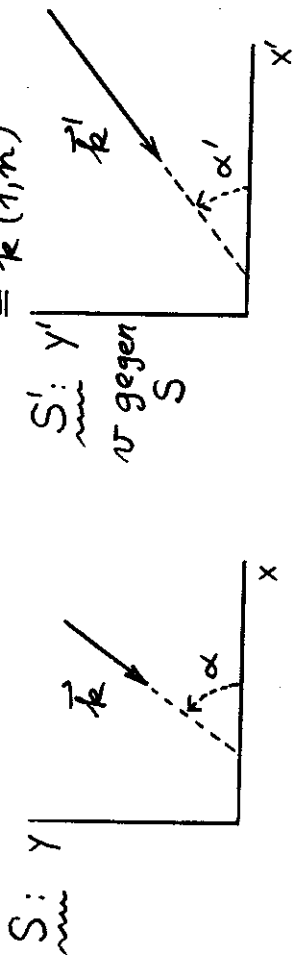 = k (1, n)
S: Y
k⃗
α
X
S': Y'
v gegen
S
k⃗'
α'
X'